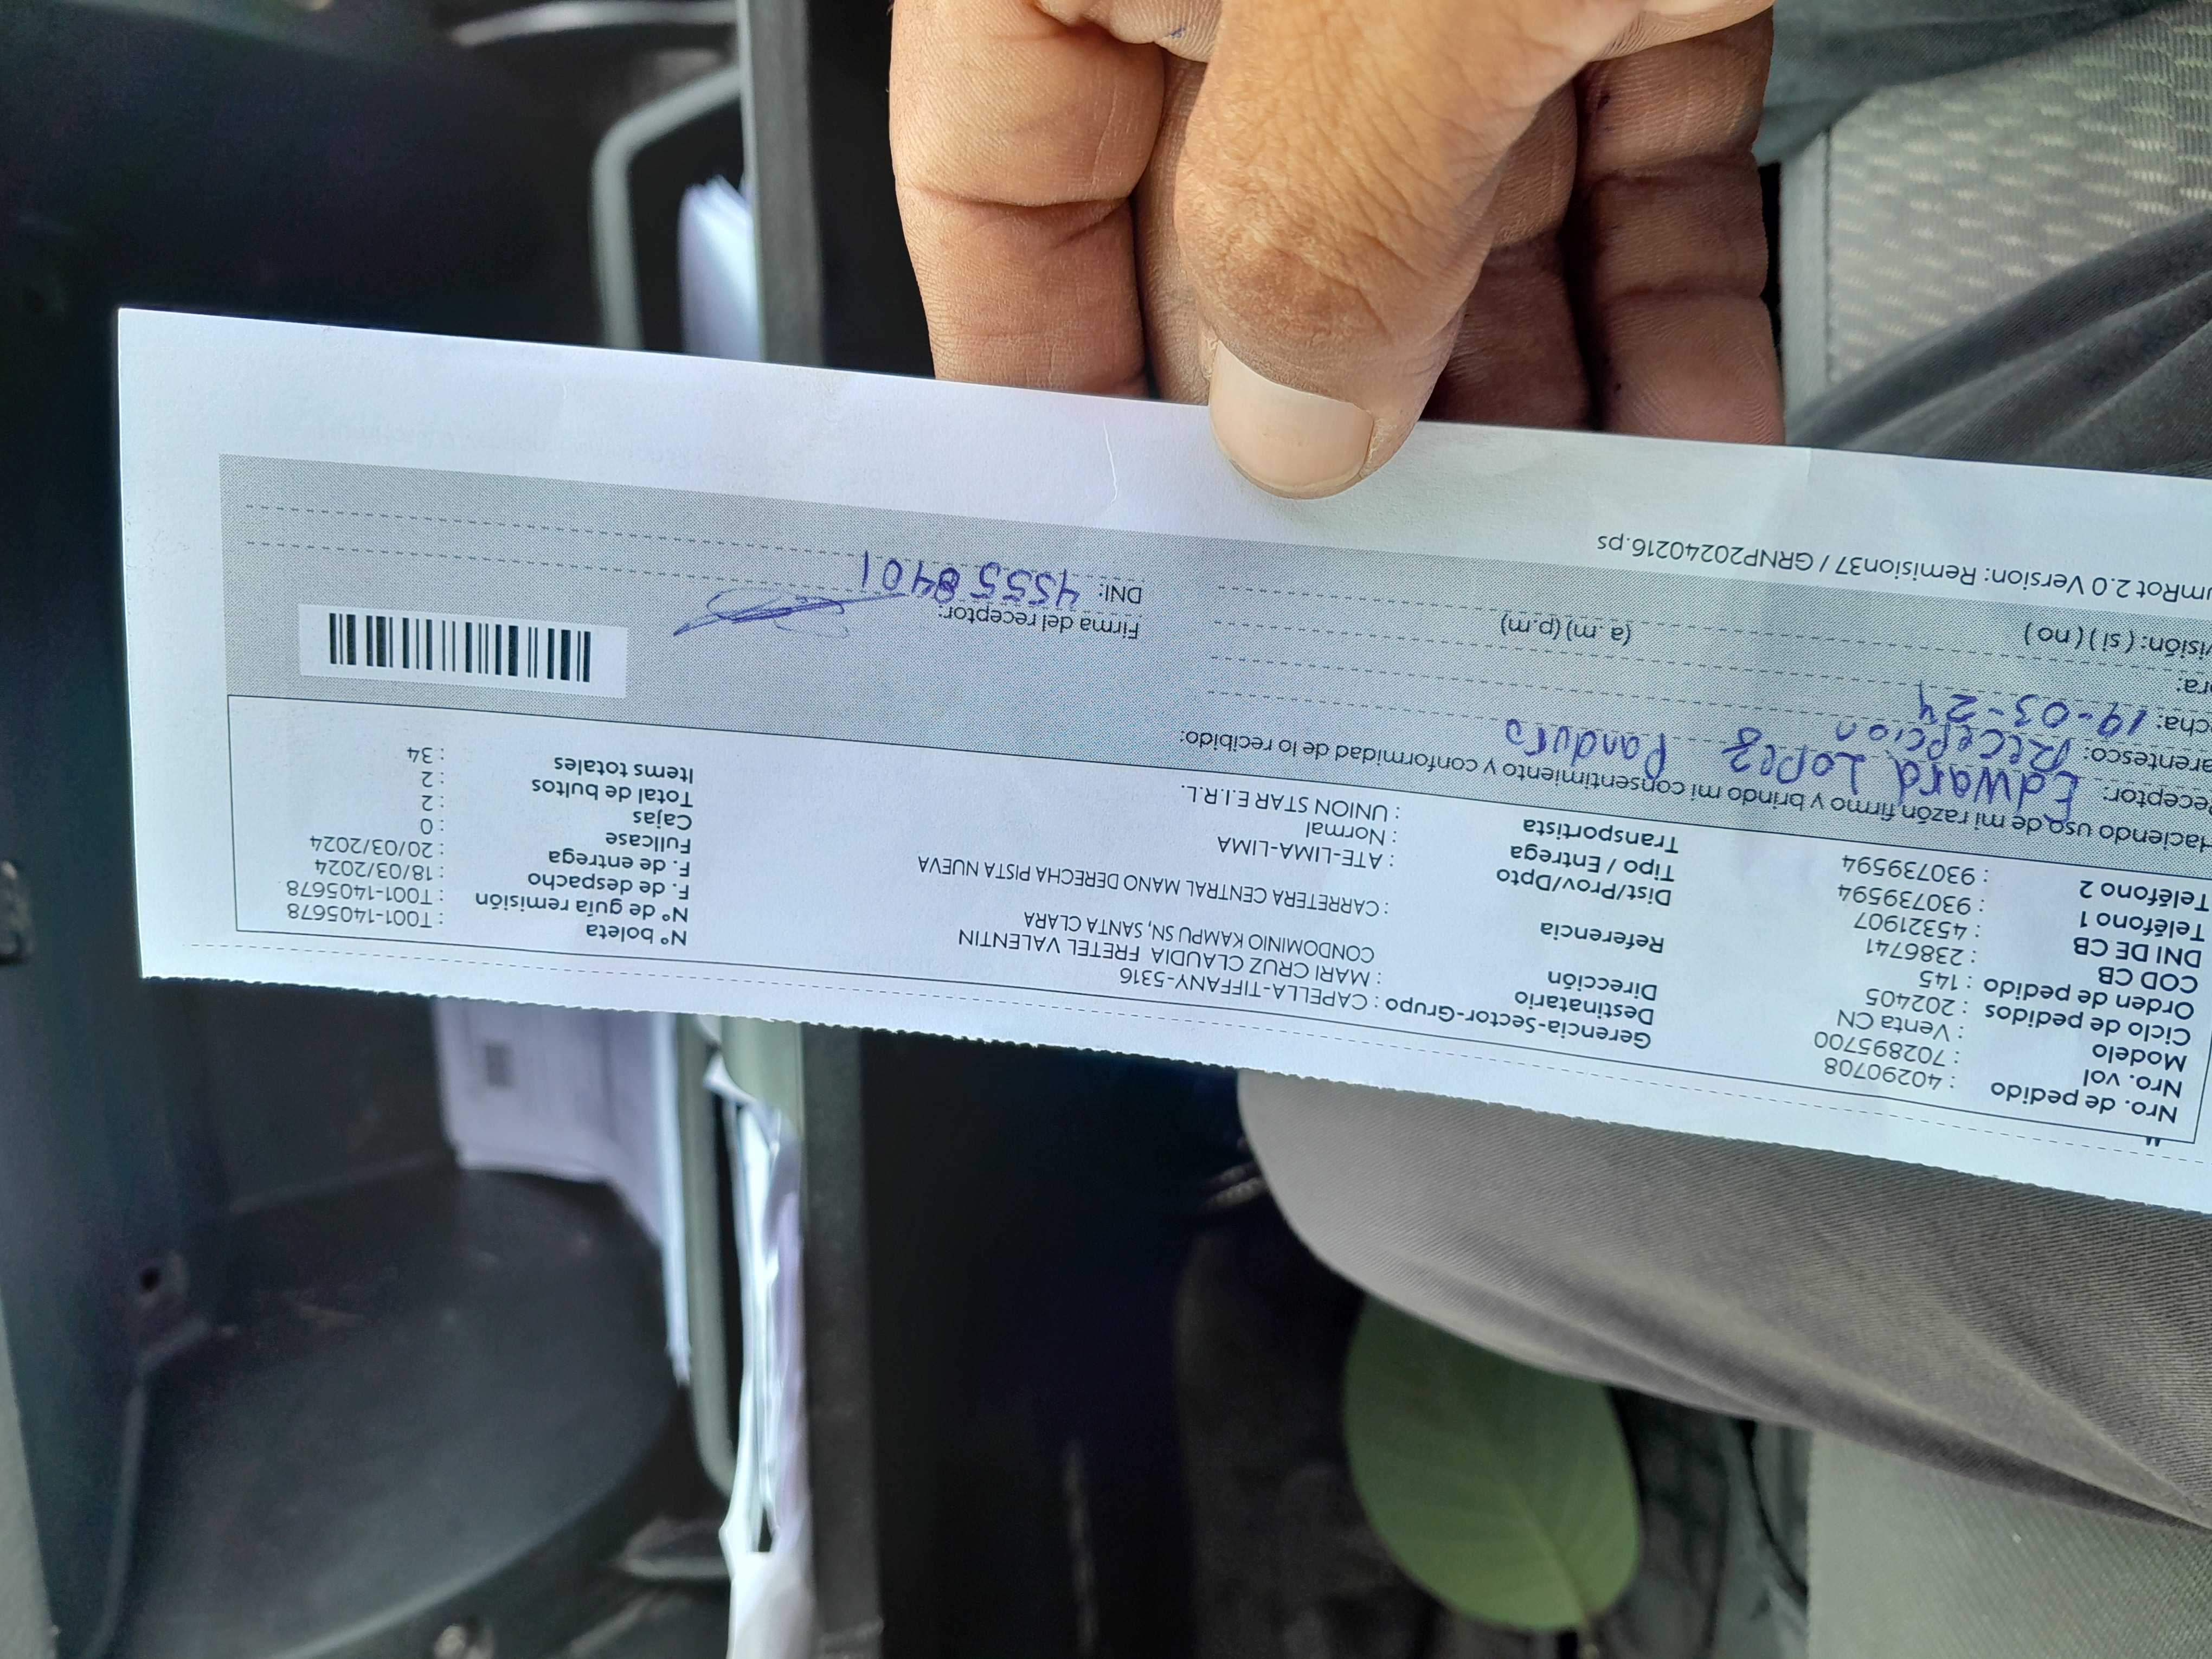 Nro. de pedido : 40290708
Nro. vol : 702895700
Modelo : Venta CN
Ciclo de pedidos : 202405
Orden de pedido : 145
COD CB : 2386741
DNI DE CB : 45321907
Teléfono 1 : 930739594
Teléfono 2 : 930739594
Gerencia-Sector-Grupo : CAPELLA-TIFFANY-5316
Destinatario : MARI CRUZ CLAUDIA FRETEL VALENTIN
Dirección CONDOMINIO KAMPU SN, SANTA CLARA
Referencia : CARRETERA CENTRAL MANO DERECHA PISTA NUEVA
Dist/Prov/Dpto : ATE-LIMA-LIMA
Tipo / Entrega : Normal
Transportista : UNION STAR E.I.R.L.
Nº boleta : T001-1405678
Nº de guía remisión : T001-1405678
F. de despacho : 18/03/2024
F. de entrega : 20/03/2024
Fullcase : 0
Cajas : 2
Total de bultos : 2
Items totales : 34
Haciendo uso de mi razón firmo y brindo mi consentimiento y conformidad de lo recibido:
Receptor: Edward Lopez Panduro
arentesco: Recepcion
cha: 19-03-24
ra:
(a. m) (p.m)
isión: ( si ) ( no )
Firma del receptor:
DNI: 45558401
mRot 2.0 Version: Remision37 / GRNP20240216.ps